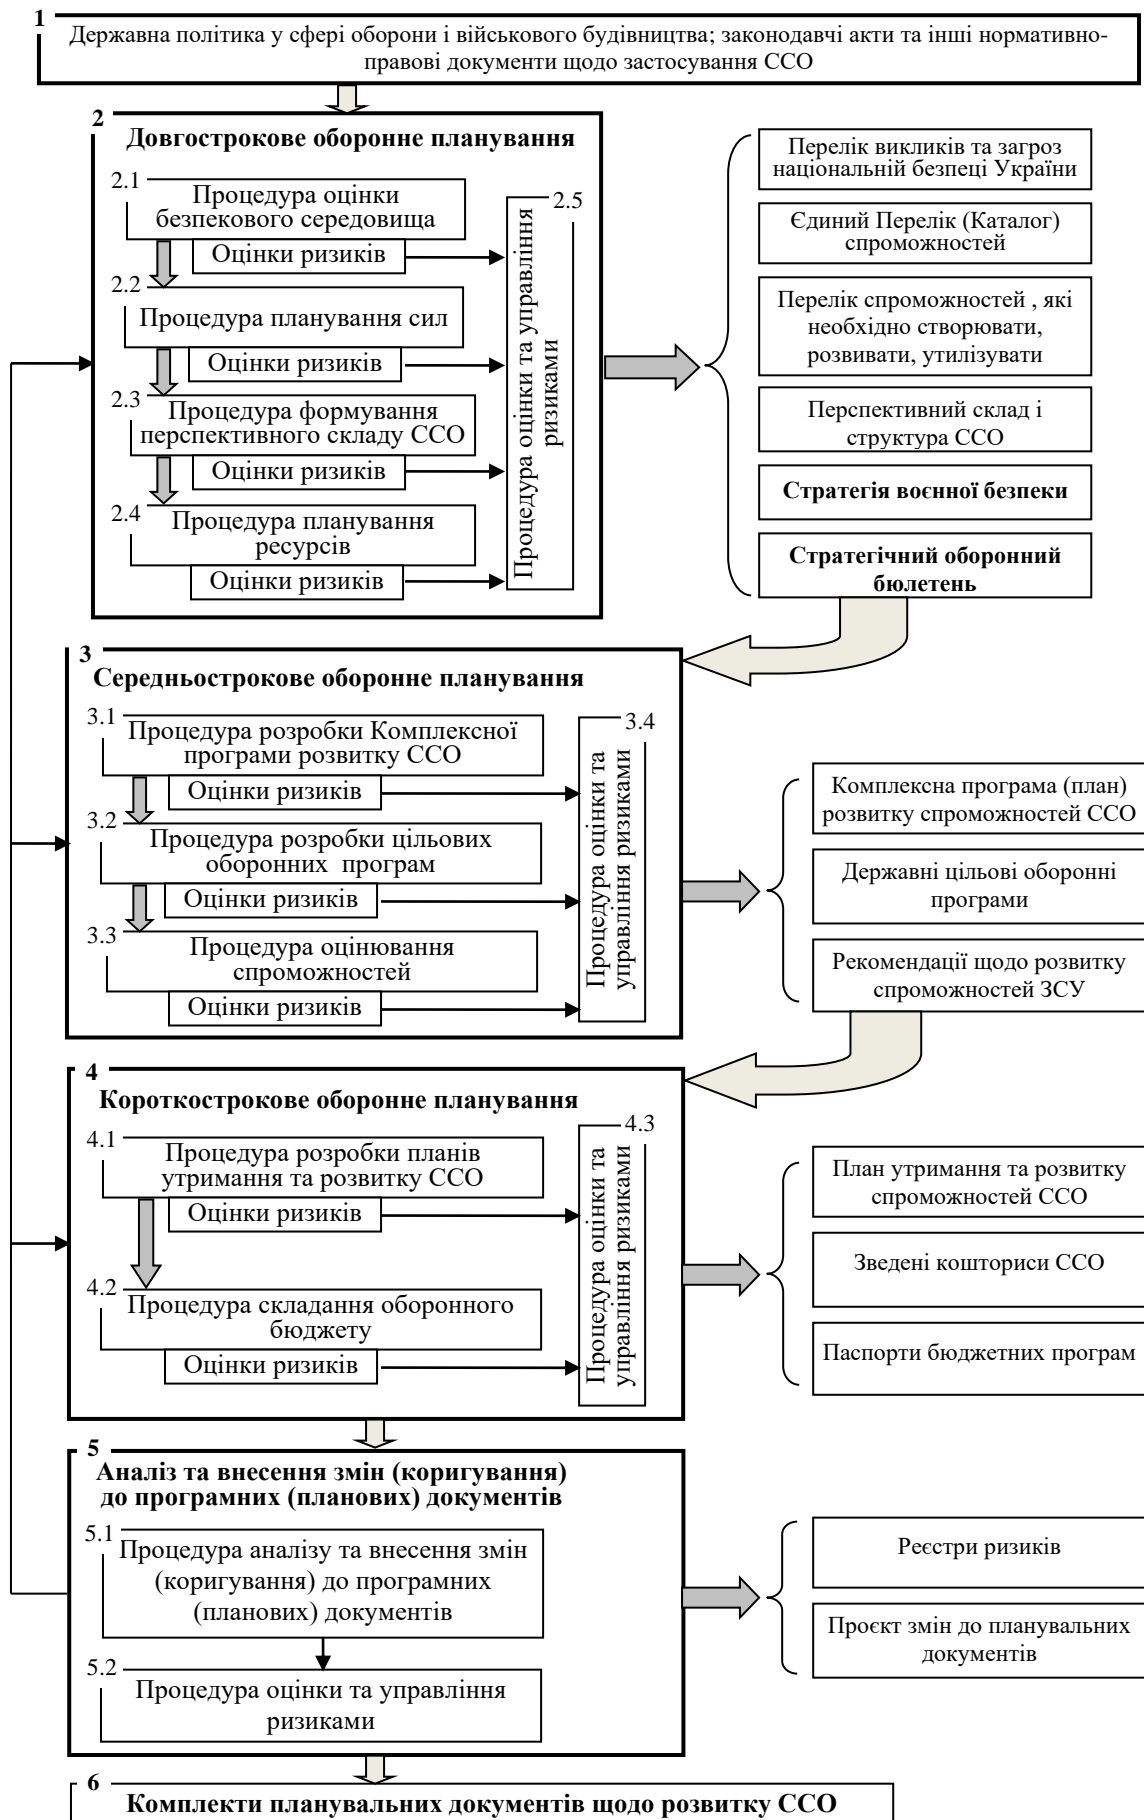 1
Державна політика у сфері оборони і військового будівництва; законодавчі акти та інші нормативно-
правові документи щодо застосування ССО
2
Довгострокове оборонне планування
2.1
Процедура оцінки
безпекового середовища
Оцінки ризиків
2.2
Процедура планування сил
Оцінки ризиків
2.3
Процедура формування
перспективного складу ССО
Оцінки ризиків
2.4
Процедура планування
ресурсів
Оцінки ризиків
2.5
Процедура оцінки та управління
ризиками
Перелік викликів та загроз
національній безпеці України
Єдиний Перелік (Каталог)
спроможностей
Перелік спроможностей , які
необхідно створювати,
розвивати, утилізувати
Перспективний склад і
структура ССО
Стратегія воєнної безпеки
Стратегічний оборонний
бюлетень
3
Середньострокове оборонне планування
3.1
Процедура розробки Комплексної
програми розвитку ССО
Оцінки ризиків
3.2
Процедура розробки цільових
оборонних програм
Оцінки ризиків
3.3
Процедура оцінювання
спроможностей
Оцінки ризиків
3.4
Процедура оцінки та
управління ризиками
Комплексна програма (план)
розвитку спроможностей ССО
Державні цільові оборонні
програми
Рекомендації щодо розвитку
спроможностей ЗСУ
4
Короткострокове оборонне планування
4.1
Процедура розробки планів
утримання та розвитку ССО
Оцінки ризиків
4.2
Процедура складання оборонного
бюджету
Оцінки ризиків
4.3
Процедура оцінки та
управління ризиками
План утримання та розвитку
спроможностей ССО
Зведені кошториси ССО
Паспорти бюджетних програм
5
Аналіз та внесення змін (коригування)
до програмних (планових) документів
5.1
Процедура аналізу та внесення змін
(коригування) до програмних
(планових) документів
5.2
Процедура оцінки та управління
ризиками
Реєстри ризиків
Проєкт змін до планувальних
документів
6
Комплекти планувальних документів щодо розвитку ССО